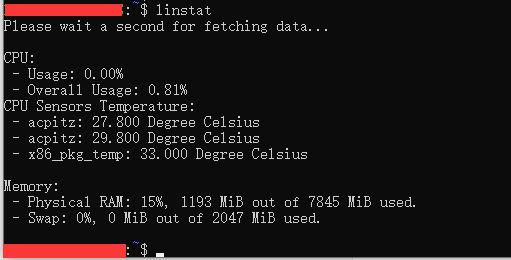 :~$ linstat
Please wait a second for fetching data...
CPU:
- Usage: 0.00%
- Overall Usage: 0.81%
CPU Sensors Temperature:
- acpitz: 27.800 Degree Celsius
- acpitz: 29.800 Degree Celsius
- x86_pkg_temp: 33.000 Degree Celsius
Memory:
- Physical RAM: 15%, 1193 MiB out of 7845 MiB used.
- Swap: 0%, 0 MiB out of 2047 MiB used.
:~$